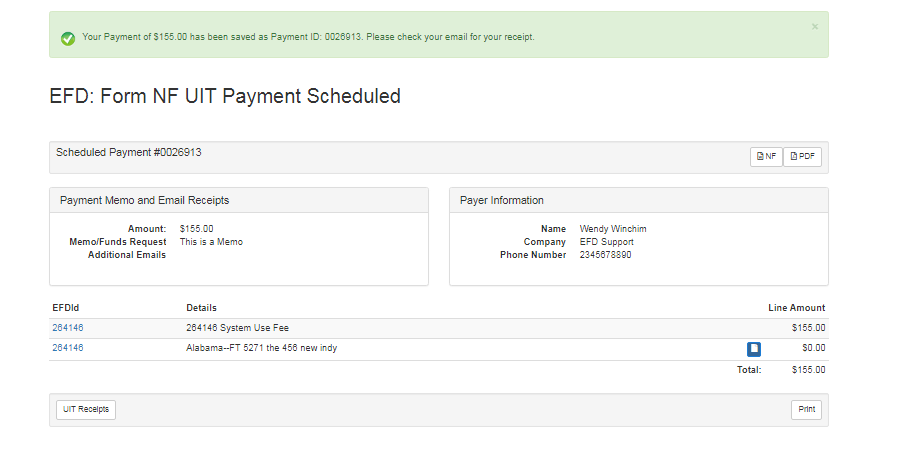 Your Payment of $155.00 has been saved as Payment ID: 0026913. Please check your email for your receipt.
×
EFD: Form NF UIT Payment Scheduled
Scheduled Payment #0026913
NF
PDF
Payment Memo and Email Receipts
Amount: $155.00
Memo/Funds Request This is a Memo
Additional Emails
Payer Information
Name Wendy Winchim
Company EFD Support
Phone Number 2345678890
EFDId Details Line Amount
264146 264146 System Use Fee $155.00
264146 Alabama--FT 5271 the 456 new indy $0.00
Total: $155.00
UIT Receipts
Print